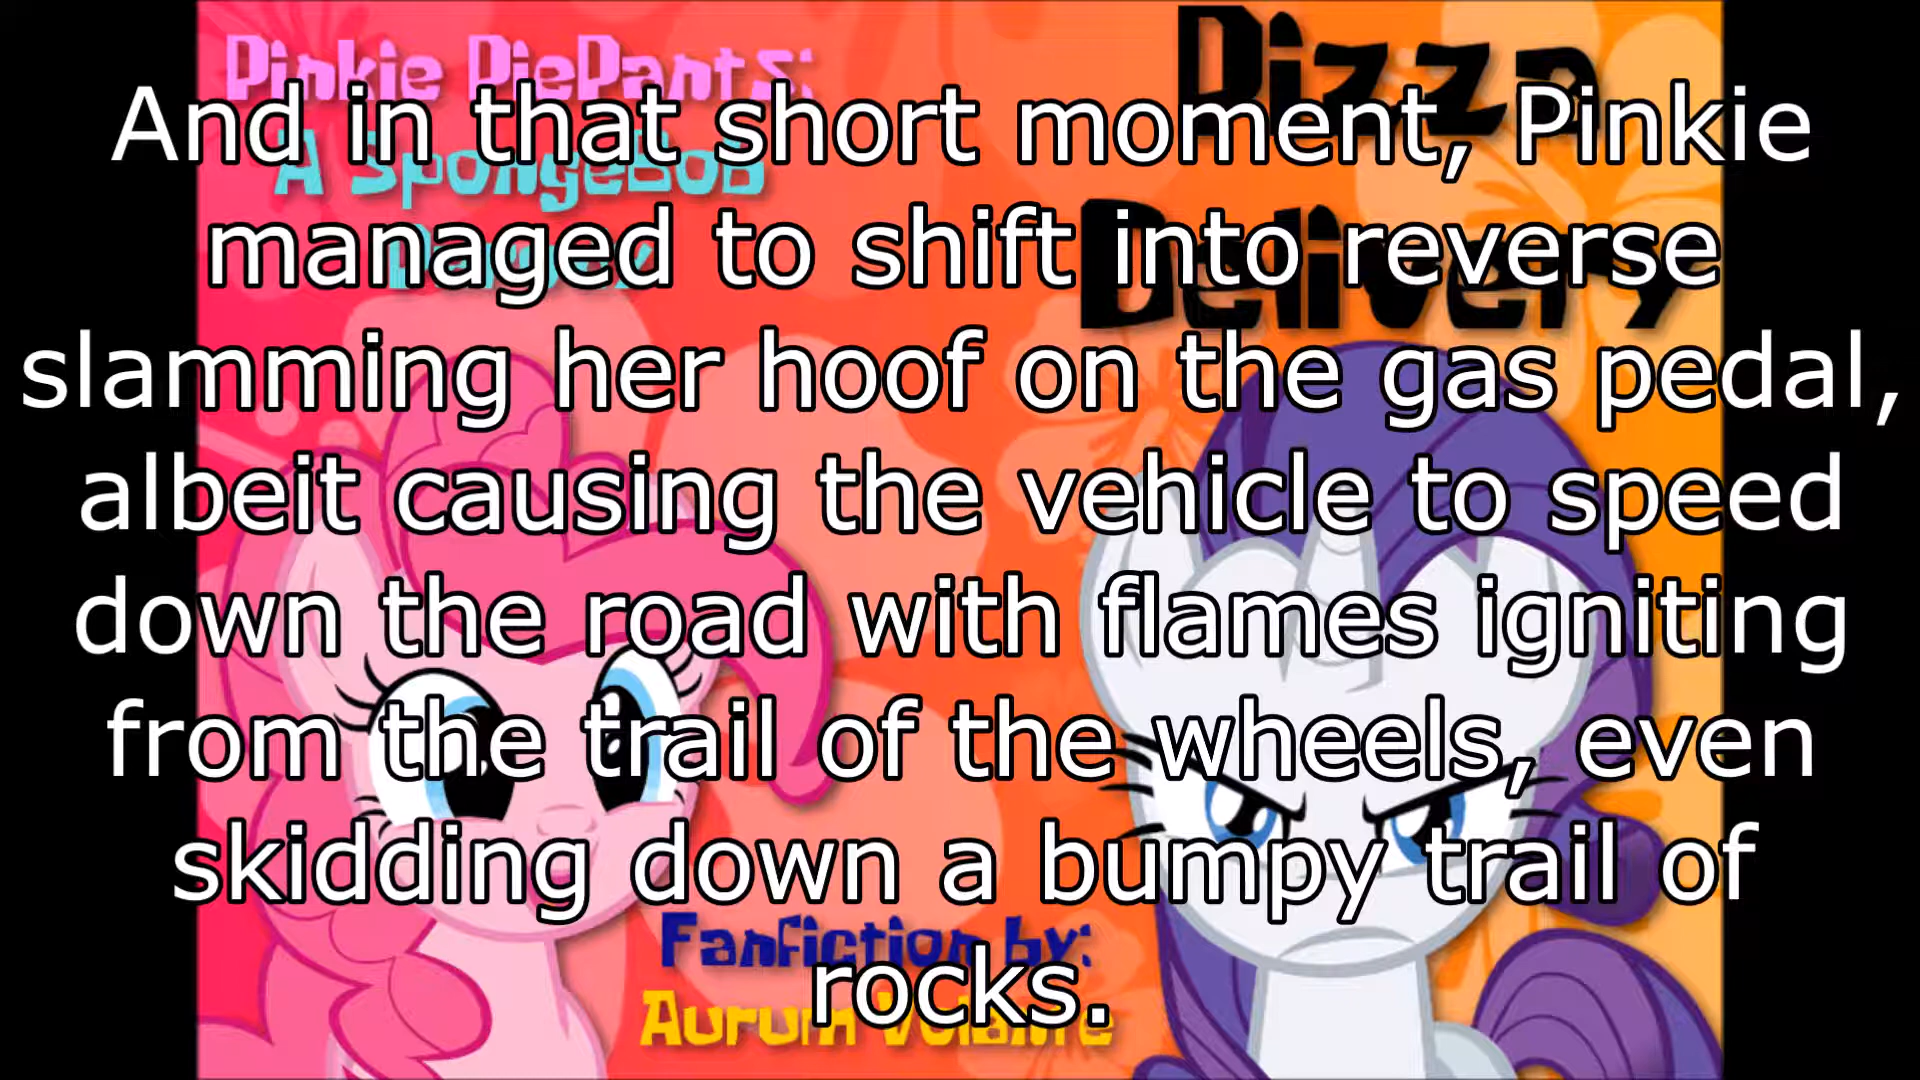 Pinkie PiePants:
A SpongeBob
Parody
Pizza
Delivery
And in that short moment, Pinkie
managed to shift into reverse
slamming her hoof on the gas pedal,
albeit causing the vehicle to speed
down the road with flames igniting
from the trail of the wheels, even
skidding down a bumpy trail of
rocks.
Fanfiction by:
Aurum